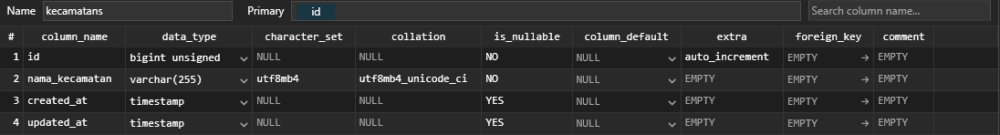 Name kecamatans Primary id Search column name...
# column_name data_type character_set collation is_nullable column_default extra foreign_key comment
1 id bigint unsigned NULL NULL NO NULL auto_increment EMPTY EMPTY
2 nama_kecamatan varchar(255) utf8mb4 utf8mb4_unicode_ci NO NULL EMPTY EMPTY EMPTY
3 created_at timestamp NULL NULL YES NULL EMPTY EMPTY EMPTY
4 updated_at timestamp NULL NULL YES NULL EMPTY EMPTY EMPTY